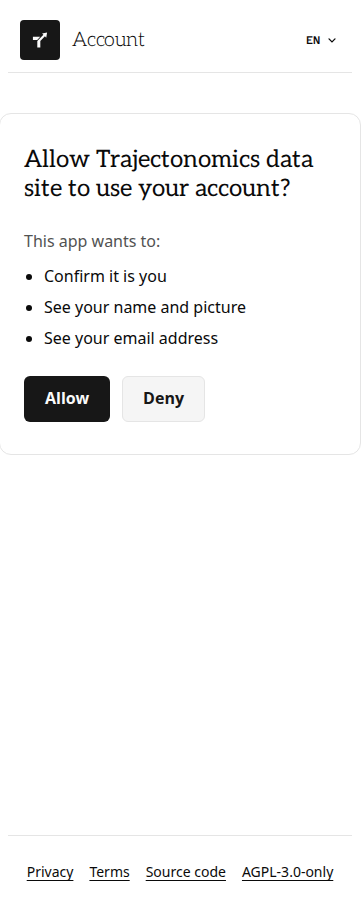 Account
EN
Allow Trajectonomics data
site to use your account?
This app wants to:
Confirm it is you
See your name and picture
See your email address
Allow
Deny
Privacy
Terms
Source code
AGPL-3.0-only